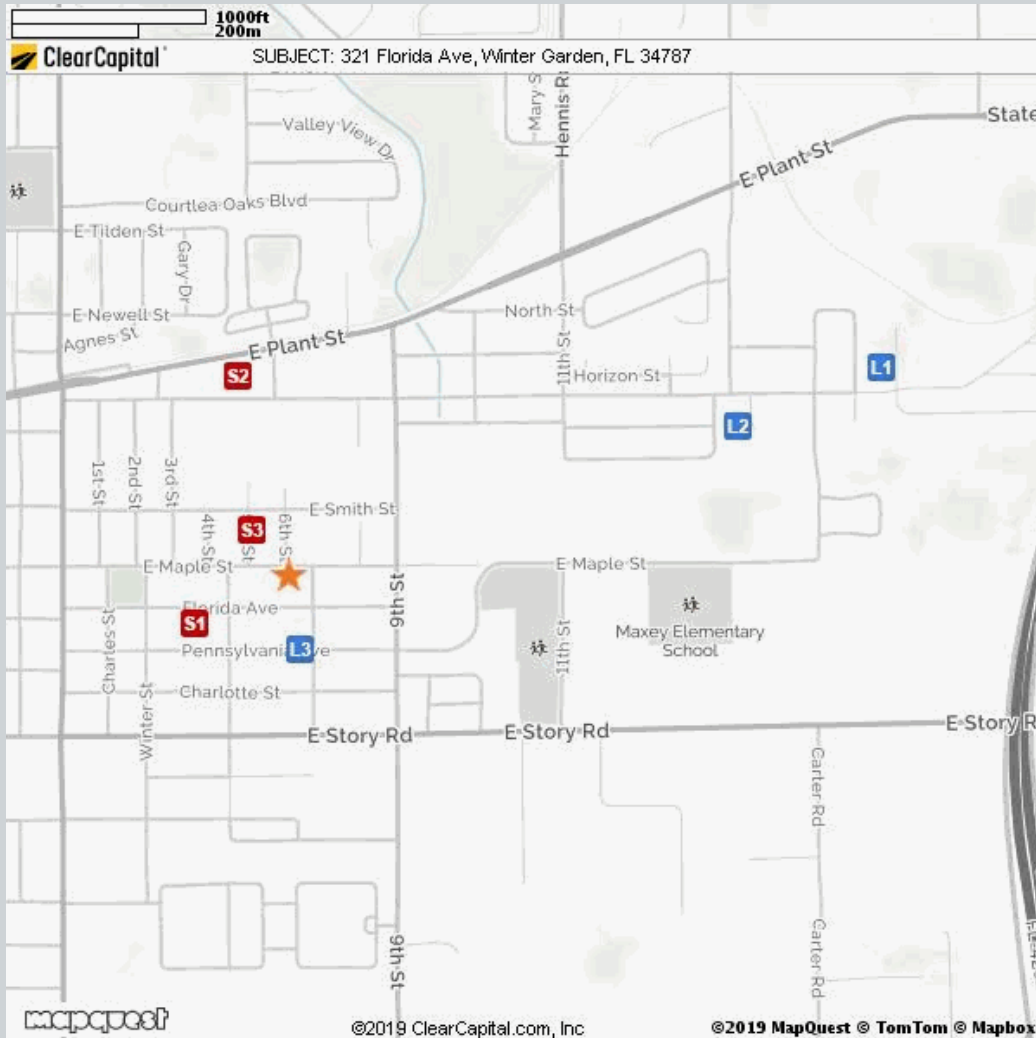 1000ft
200m
ClearCapital
SUBJECT: 321 Florida Ave, Winter Garden, FL 34787
Mary S
Hennis R
State
Valley View Dr
E Plant St
Courtlea Oaks Blvd
E Tilden St
Gary Dr
E Newell St
North St
Agnes St
E Plant St
11th St
S2
Horizon St
L1
L2
1st St
2nd St
3rd St
E Smith St
4th St
S3
St
6th St
E Maple St
E Maple St
9th St
Florida Ave
S1
Maxey Elementary
School
Charles St
Pennsylvani
L3
ve
11th St
Charlotte St
Winter St
E Story Rd
E Story Rd
E Story R
Carter Rd
9th St
Carter Rd
mapquest
©2019 ClearCapital.com, Inc
©2019 MapQuest © TomTom © Mapbox